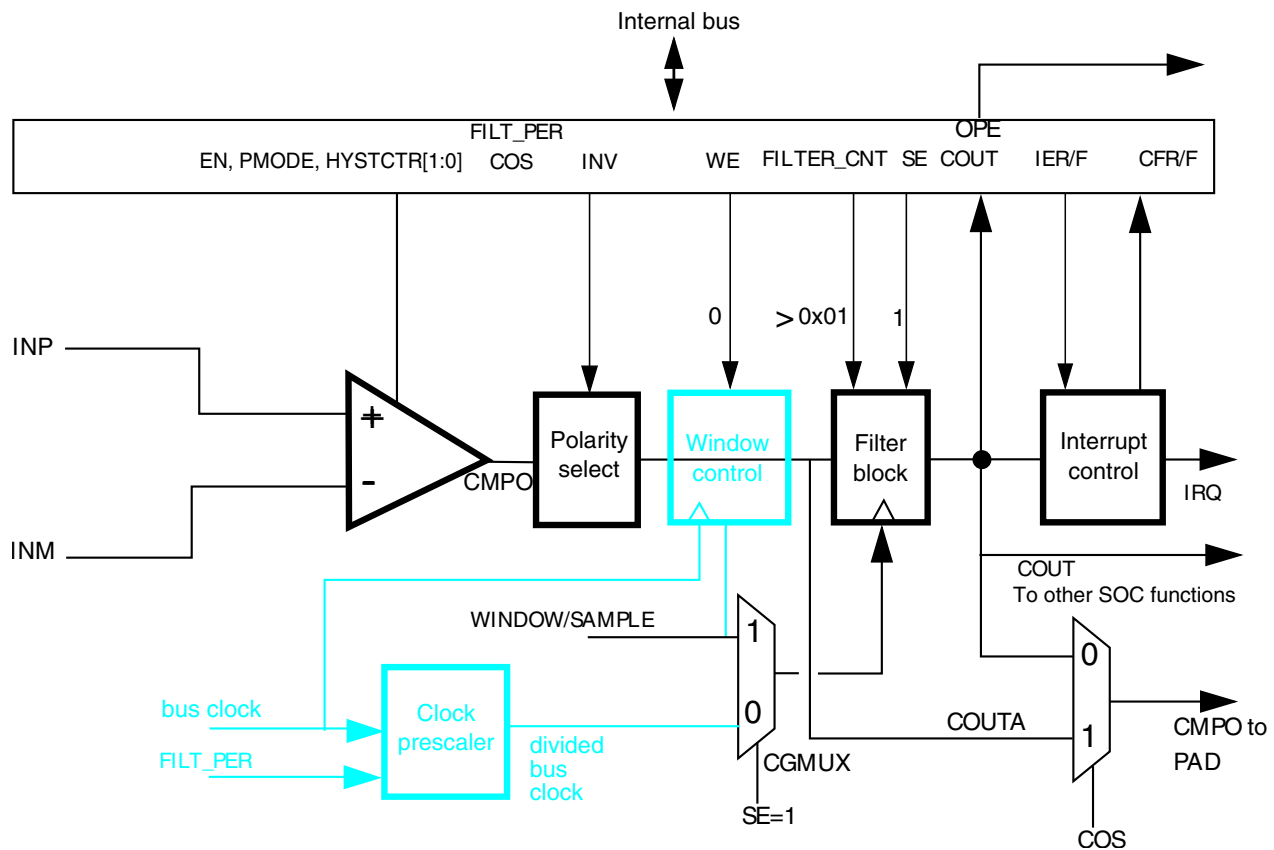 Internal bus
FILT_PER
OPE
EN, PMODE, HYSTCTR[1:0]
COS
INV
WE
FILTER_CNT
SE
COUT
IER/F
CFR/F
0
> 0x01
1
INP
+
-
INM
CMPO
Polarity
select
Window
control
Filter
block
Interrupt
control
IRQ
COUT
To other SOC functions
WINDOW/SAMPLE
1
0
bus clock
FILT_PER
Clock
prescaler
divided
bus
clock
CGMUX
SE=1
COUTA
0
1
CMPO to
PAD
COS